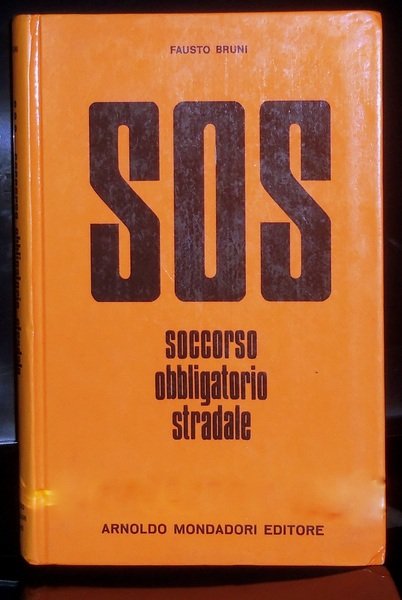 FAUSTO BRUNI
SOS
soccorso
obbligatorio
stradale
ARNOLDO MONDADORI EDITORE